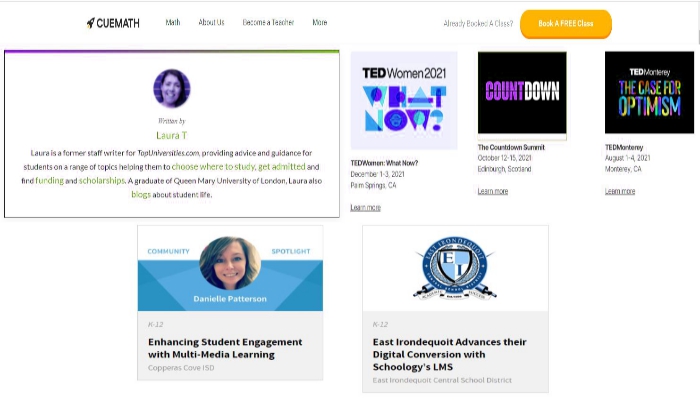 CUEMATH
Math
About Us
Become a Teacher
More
Already Booked A Class?
Book A FREE Class
Written by
Laura T
Laura is a former staff writer for TopUniversities.com, providing advice and guidance for
students on a range of topics helping them to choose where to study, get admitted and
find funding and scholarships. A graduate of Queen Mary University of London, Laura also
blogs about student life.
TEDWomen2021
WHAT
NOW?
TEDWomen: What Now?
December 1-3, 2021
Palm Springs, CA
Learn more
COUNTDOWN
The Countdown Summit
October 12-15, 2021
Edinburgh, Scotland
Learn more
TEDMonterey
THE CASE FOR
OPTIMISM
TEDMonterey
August 1-4, 2021
Monterey, CA
Learn more
COMMUNITY SPOTLIGHT
Danielle Patterson
K-12
Enhancing Student Engagement
with Multi-Media Learning
Copperas Cove ISD
EAST IRONDEQUOIT
E I
K-12
East Irondequoit Advances their
Digital Conversion with
Schoology's LMS
East Irondequoit Central School District